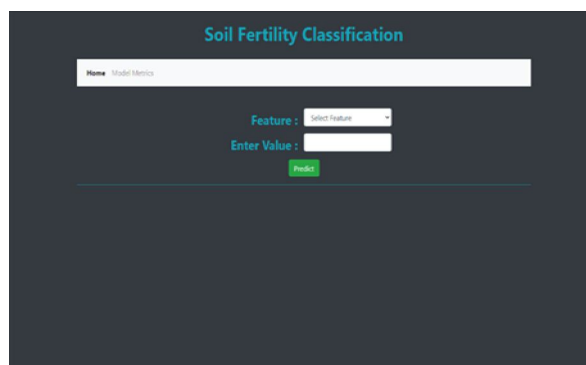 Soil Fertility Classification
Home Model Metrics
Feature : Select Feature
Enter Value :
Predict